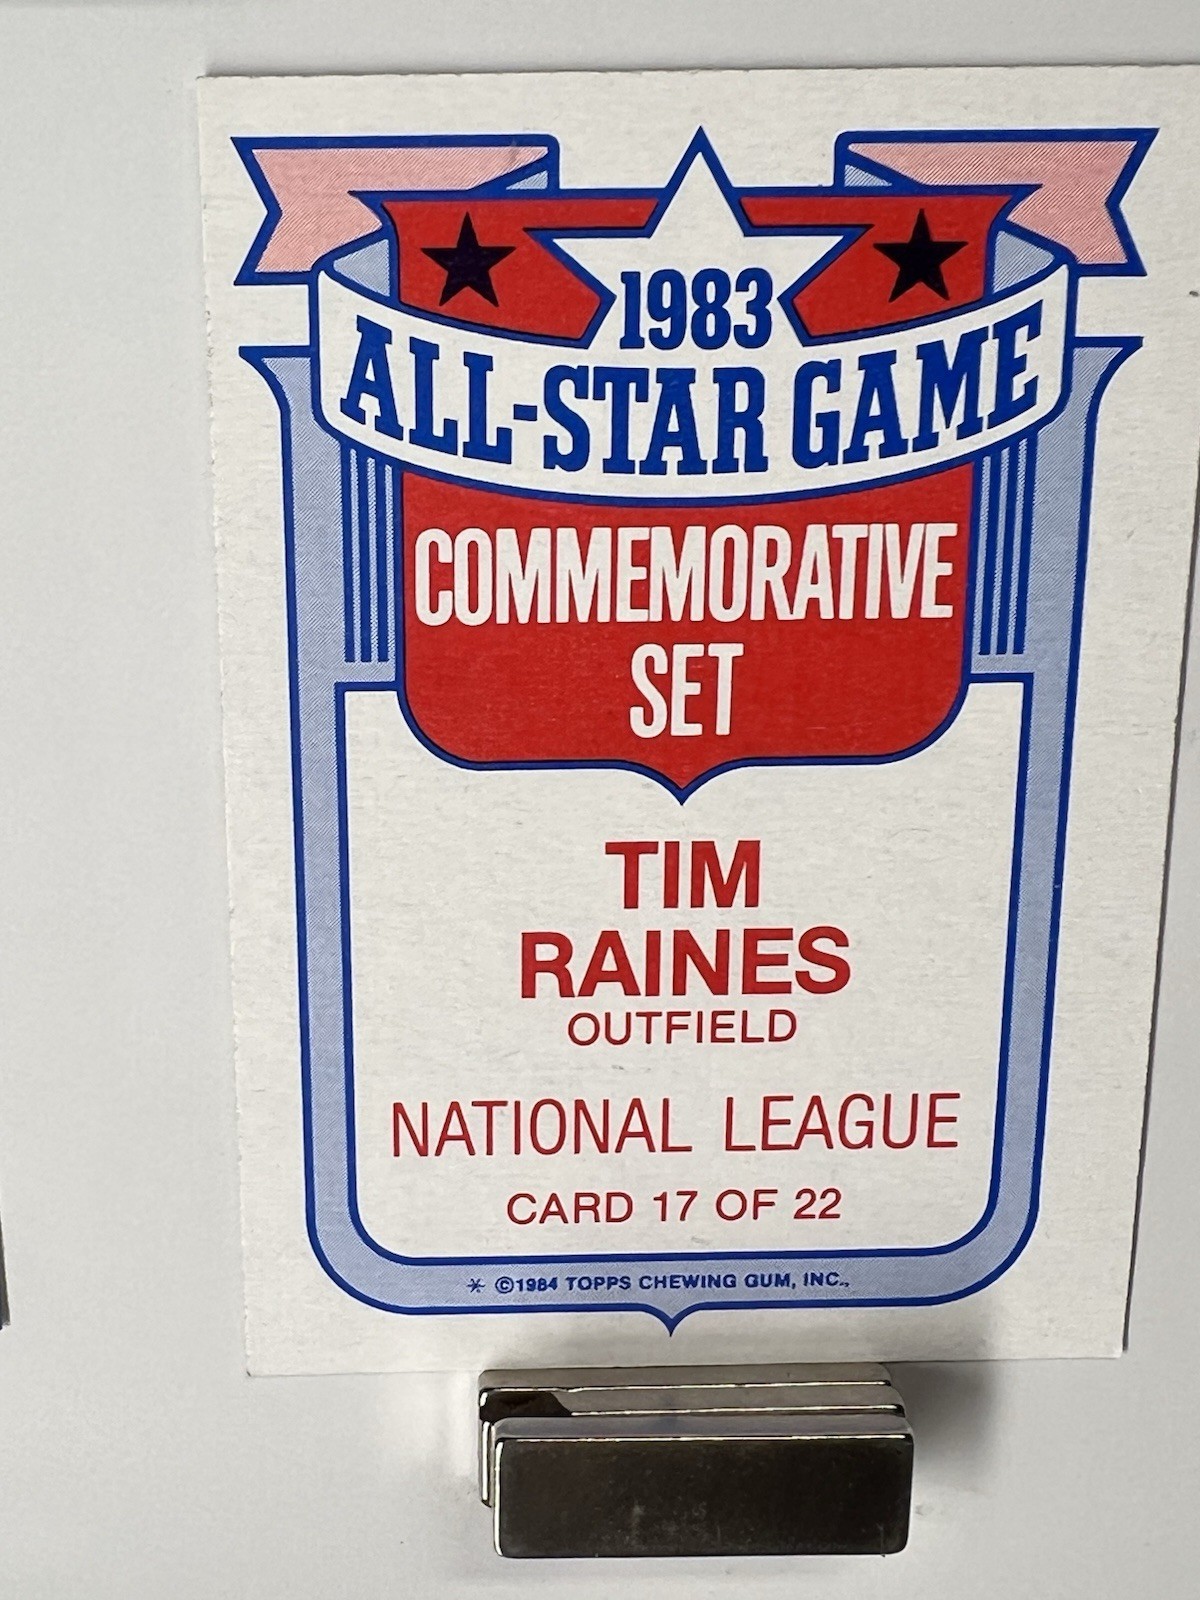 1983
ALL-STAR GAME
COMMEMORATIVE
SET
TIM
RAINES
OUTFIELD
NATIONAL LEAGUE
CARD 17 OF 22
* ©1984 TOPPS CHEWING GUM, INC.,